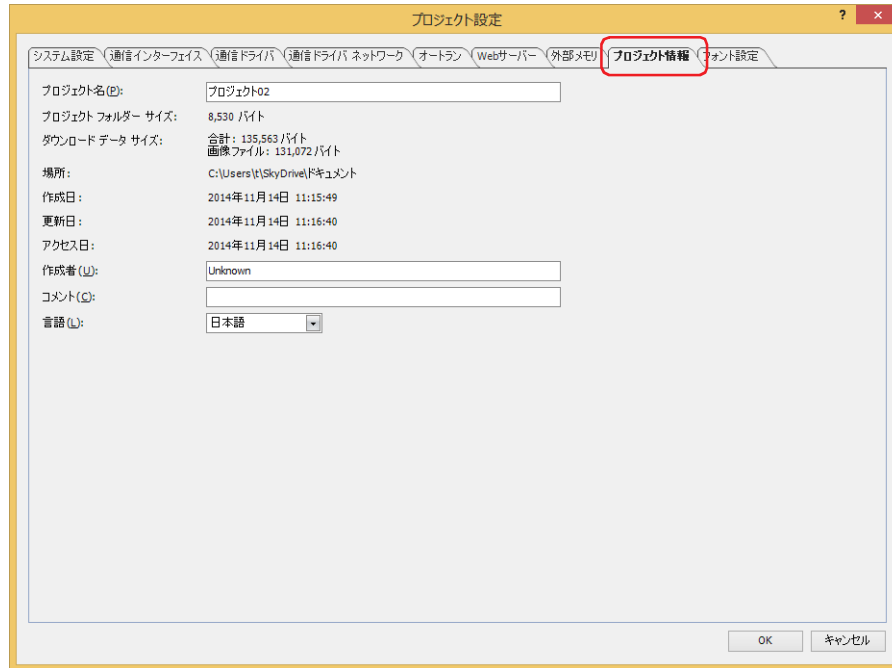 プロジェクト設定
? ×
システム設定 通信インターフェイス 通信ドライバ 通信ドライバ ネットワーク オートラン Webサーバー 外部メモリ プロジェクト情報 フォント設定
プロジェクト名(P): プロジェクト02
プロジェクト フォルダー サイズ: 8,530 バイト
ダウンロード データ サイズ: 合計: 135,563 バイト
画像ファイル: 131,072 バイト
場所: C:\Users\t\SkyDrive\ドキュメント
作成日: 2014年11月14日 11:15:49
更新日: 2014年11月14日 11:16:40
アクセス日: 2014年11月14日 11:16:40
作成者(U): Unknown
コメント(C):
言語(L): 日本語
OK キャンセル